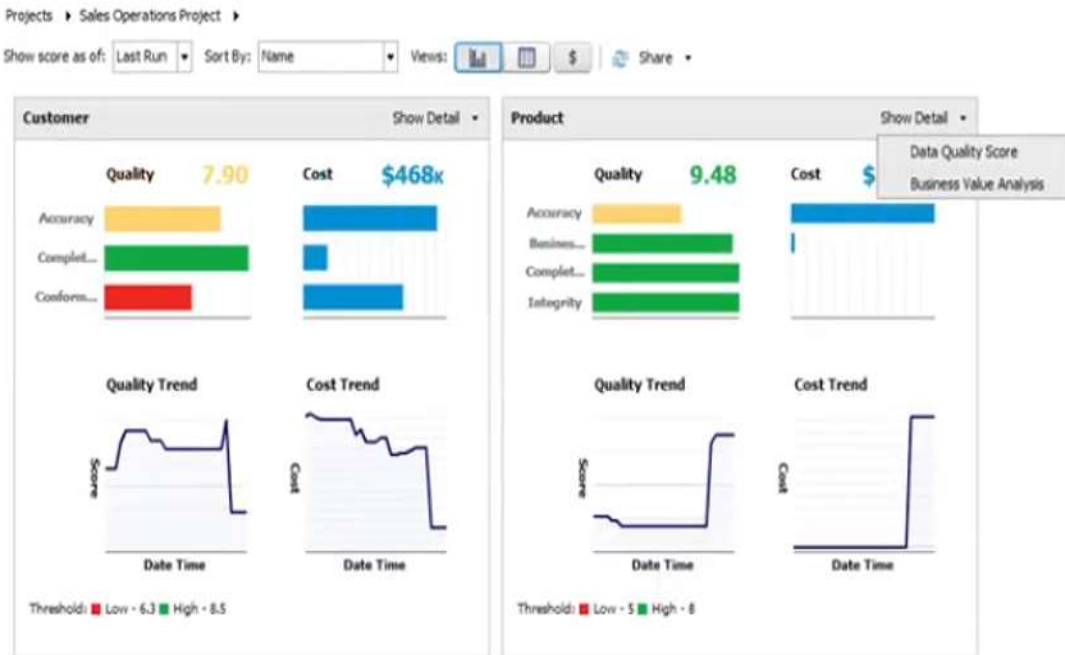 Projects Sales Operations Project
Show score as of: Last Run Sort By: Name Views: $ Share
Customer Show Detail
Quality 7.90 Cost $468K
Accuracy
Complet...
Conform...
Quality Trend Cost Trend
Score
Cost
Date Time Date Time
Threshold: Low - 6.3 High - 8.5
Product Show Detail
Data Quality Score
Business Value Analysis
Quality 9.48 Cost $
Accuracy
Busines...
Complet...
Integrity
Quality Trend Cost Trend
Score
Cost
Date Time Date Time
Threshold: Low - 5 High - 8